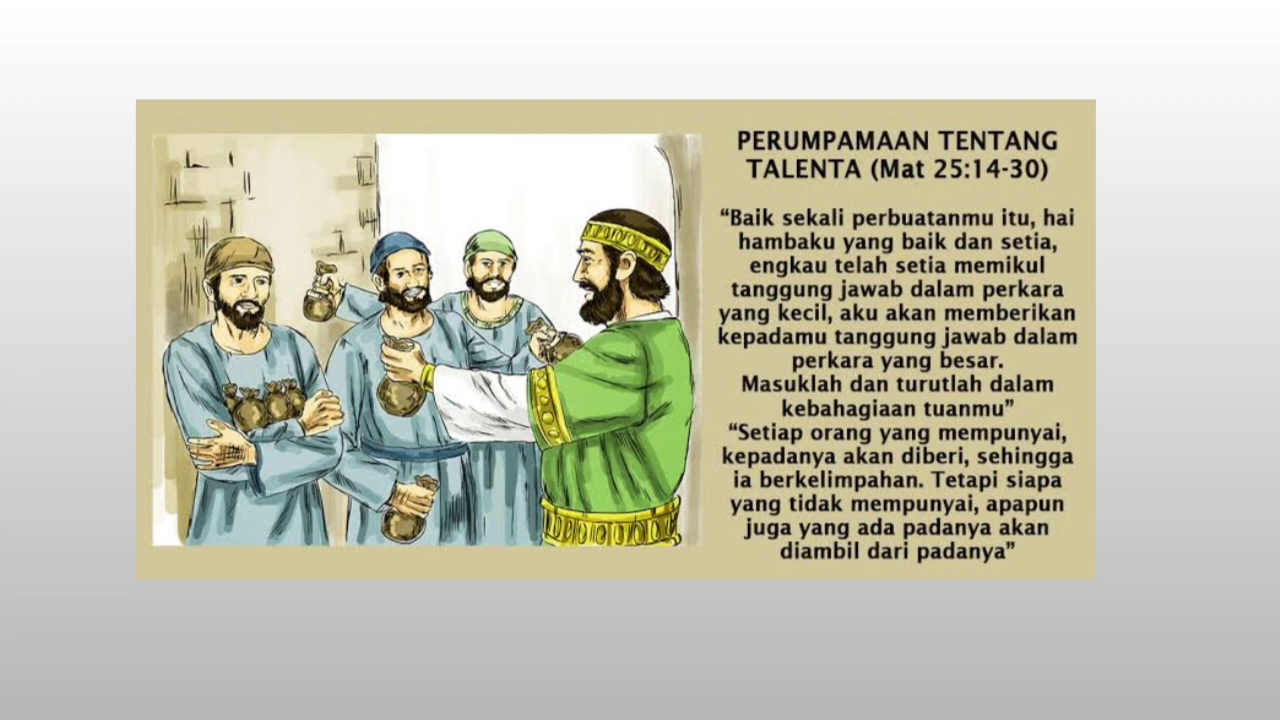 PERUMPAMAAN TENTANG
TALENTA (Mat 25:14-30)
“Baik sekali perbuatanmu itu, hai
hambaku yang baik dan setia,
engkau telah setia memikul
tanggung jawab dalam perkara
yang kecil, aku akan memberikan
kepadamu tanggung jawab dalam
perkara yang besar.
Masuklah dan turutlah dalam
kebahagiaan tuanmu”
“Setiap orang yang mempunyai,
kepadanya akan diberi, sehingga
ia berkelimpahan. Tetapi siapa
yang tidak mempunyai, apapun
juga yang ada padanya akan
diambil dari padanya”